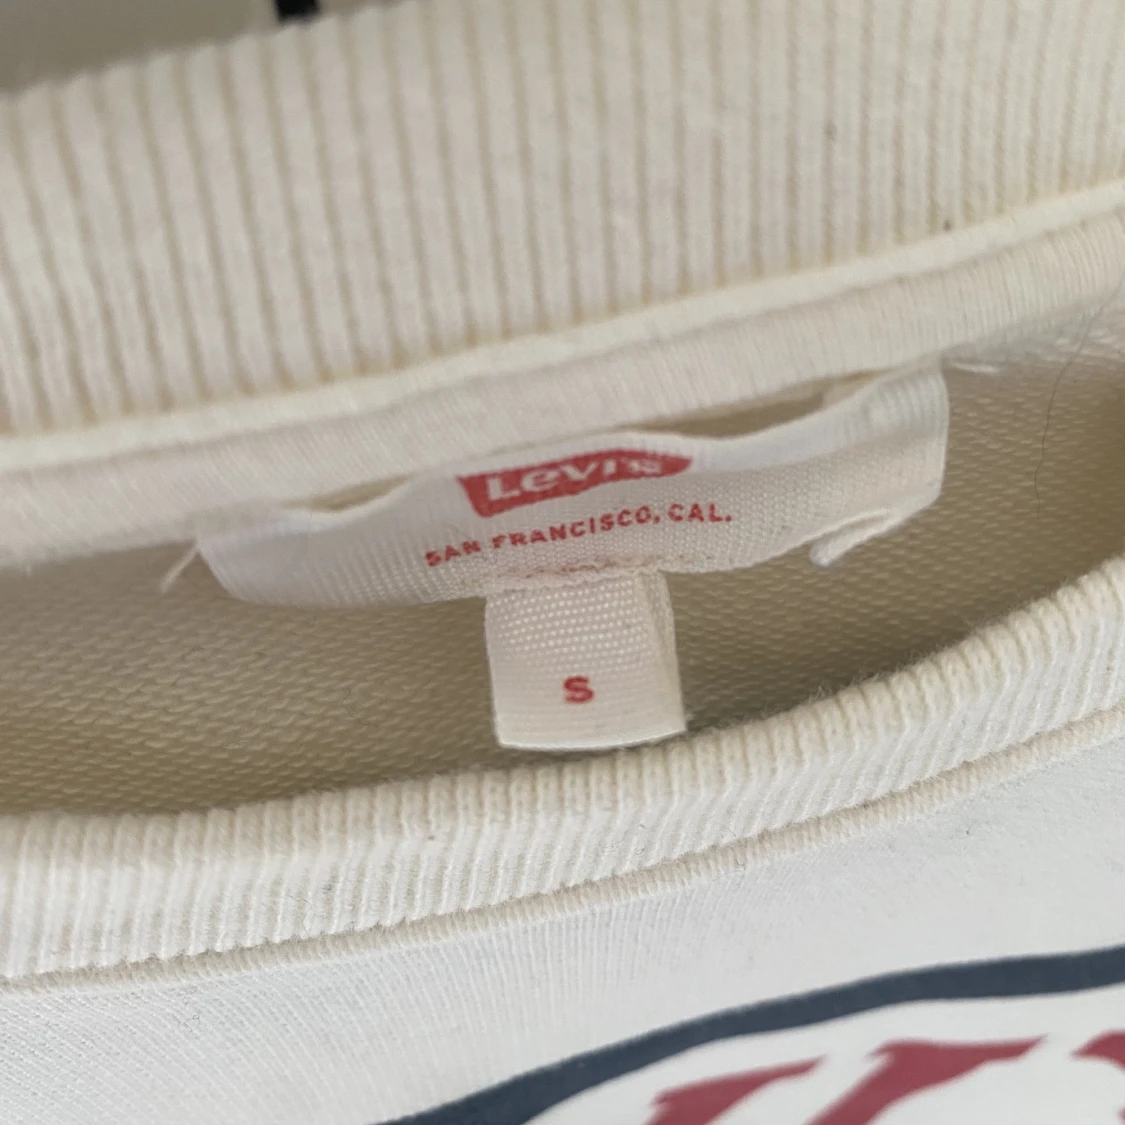 Levi's
SAN FRANCISCO, CAL.
S